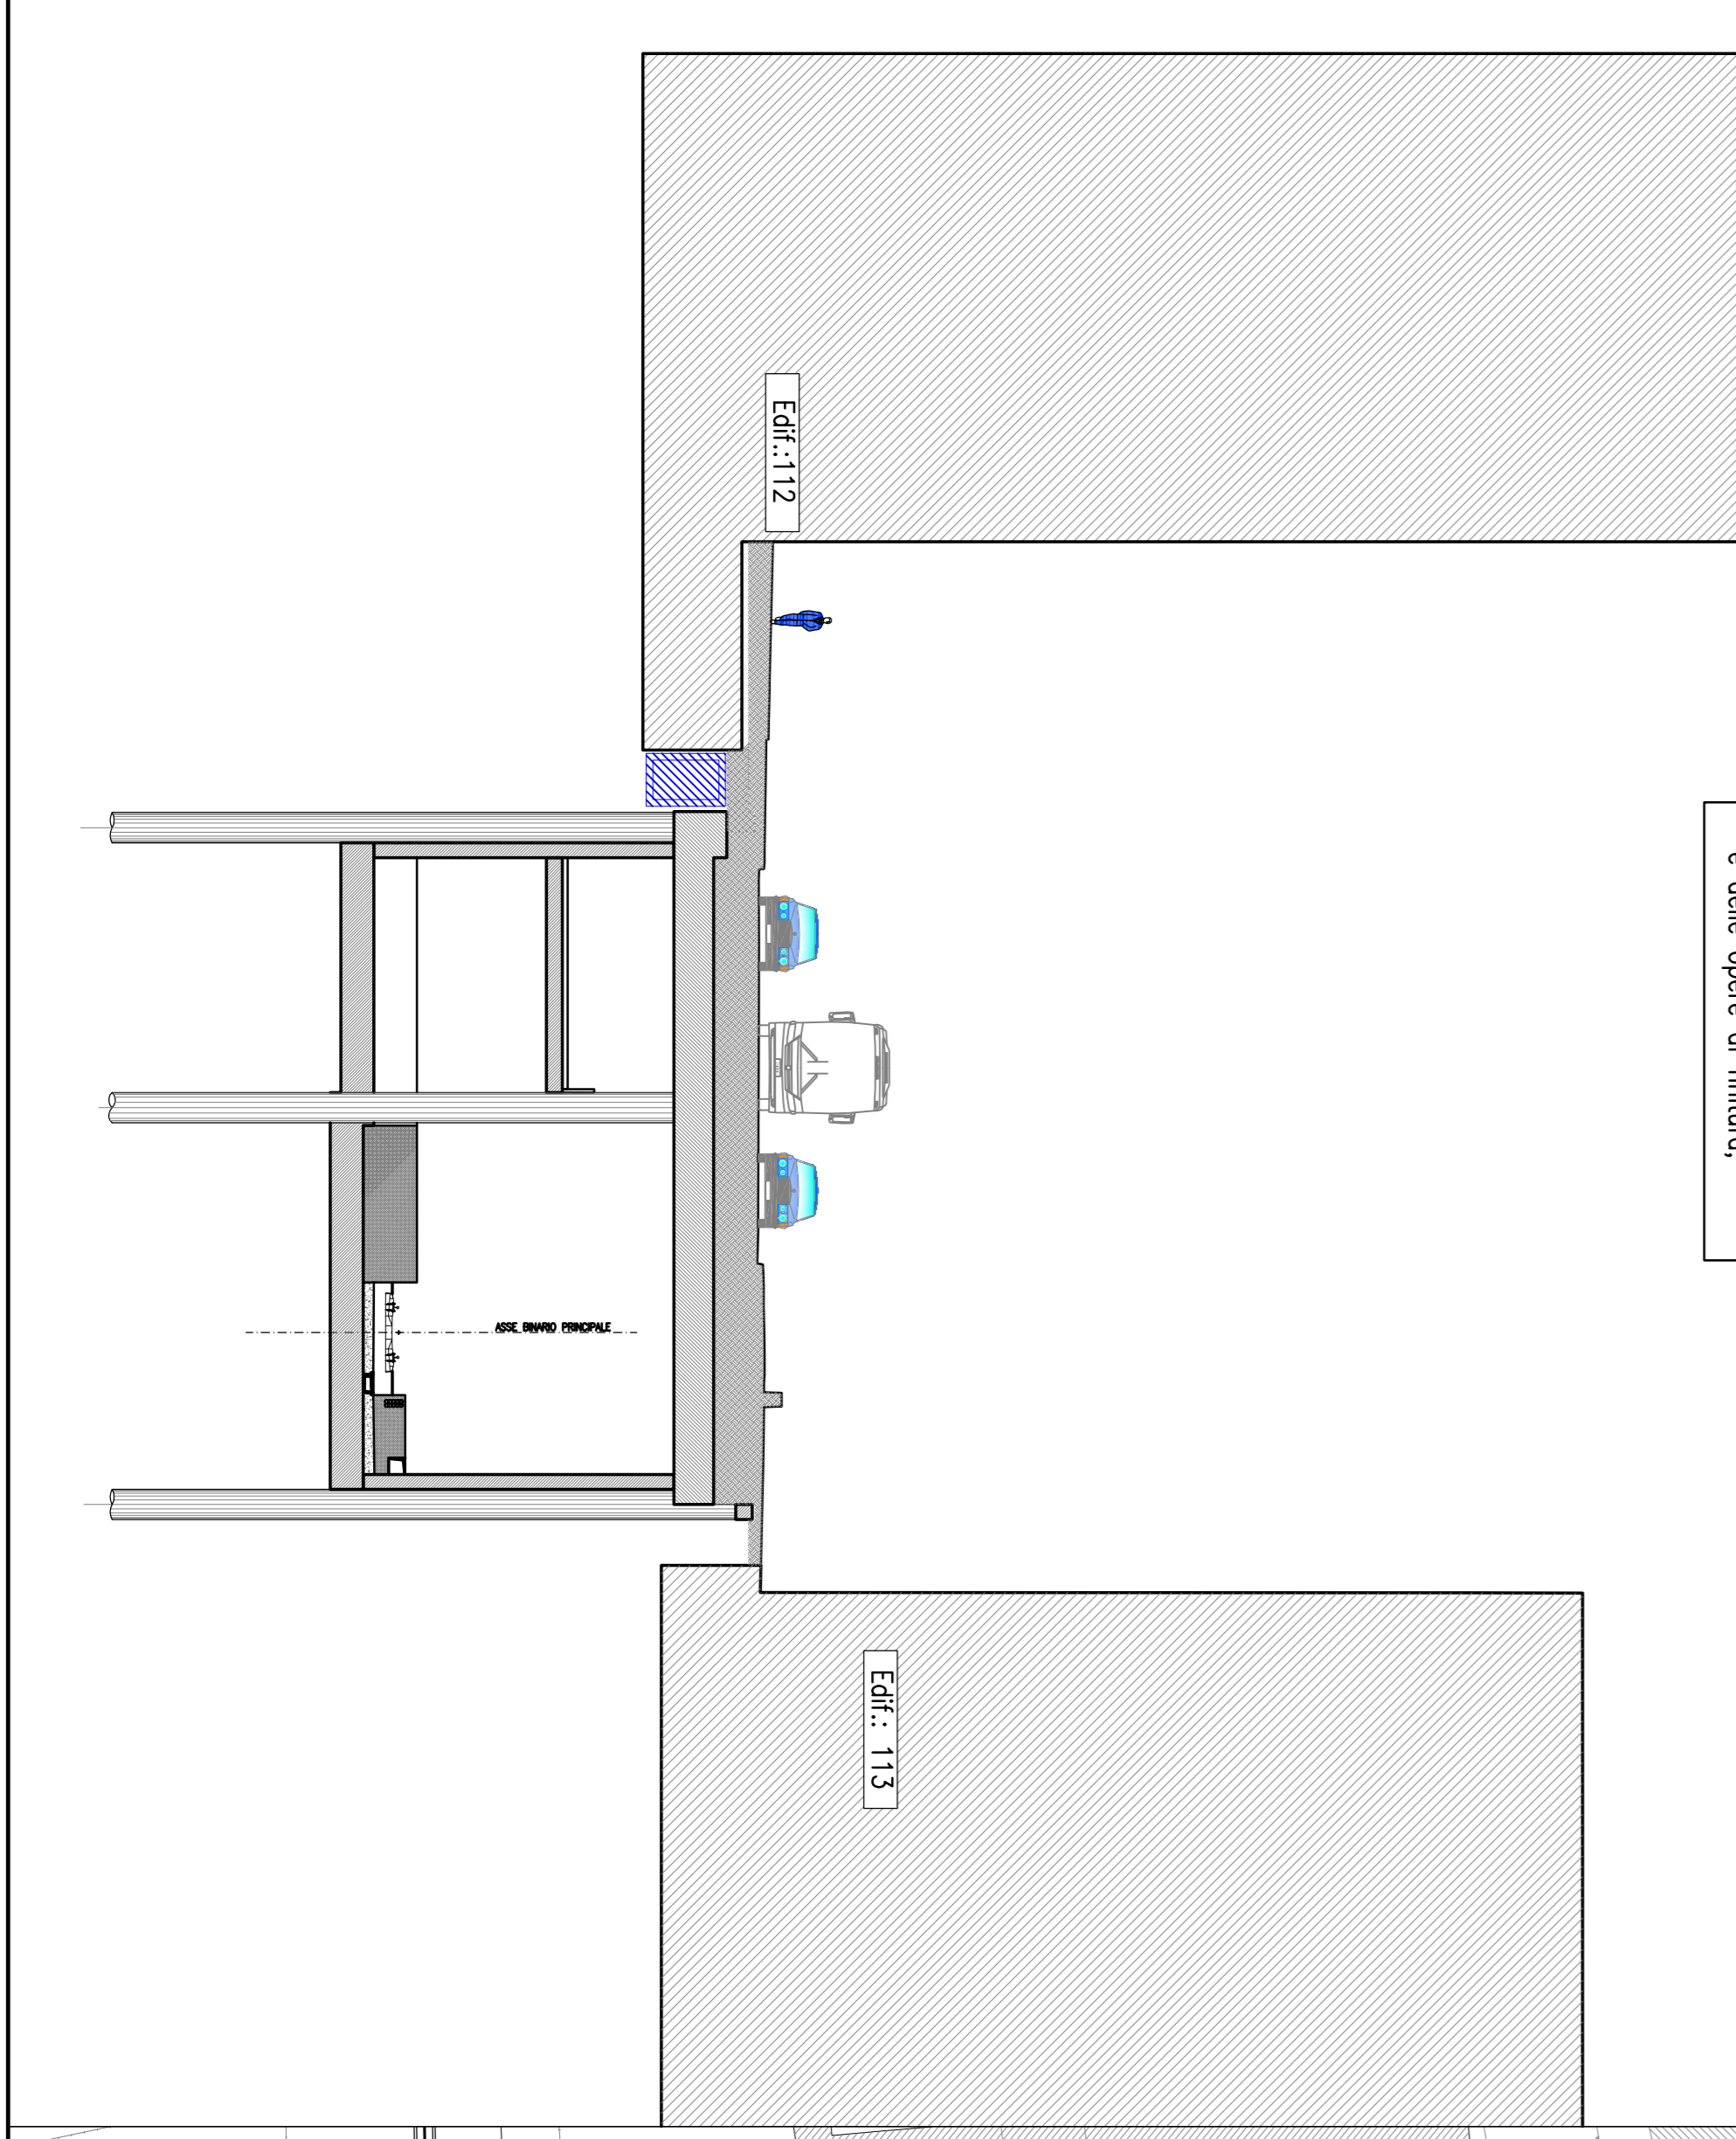 e delle opere di finitura,
Edif.:112
ASSE BINARIO PRINCIPALE
Edif.: 113